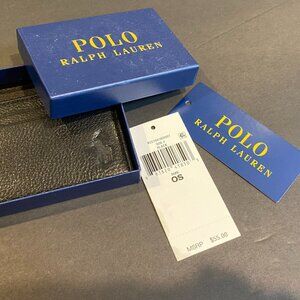 POLO
RALPH LAUREN
POLO
RALPH LAUREN
OS
MSRP $55.00